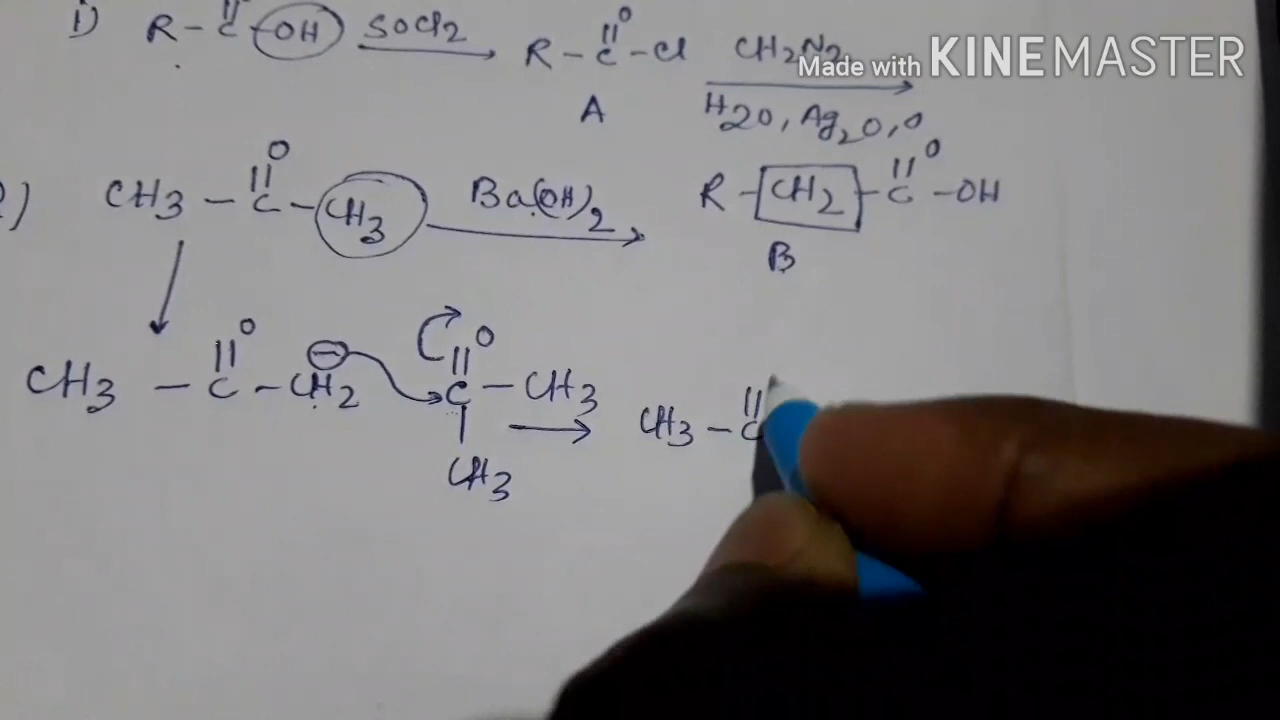 1) R - C - OH SOCl2 R - C - Cl CH2N2
O
A H2O, Ag2O,
Made with KINEMASTER
O O
) CH3 - C - CH3 Ba(OH)2 R - CH2 - C - OH
B
O O
CH3 - C - CH2 C - CH3 CH3 - C
CH3